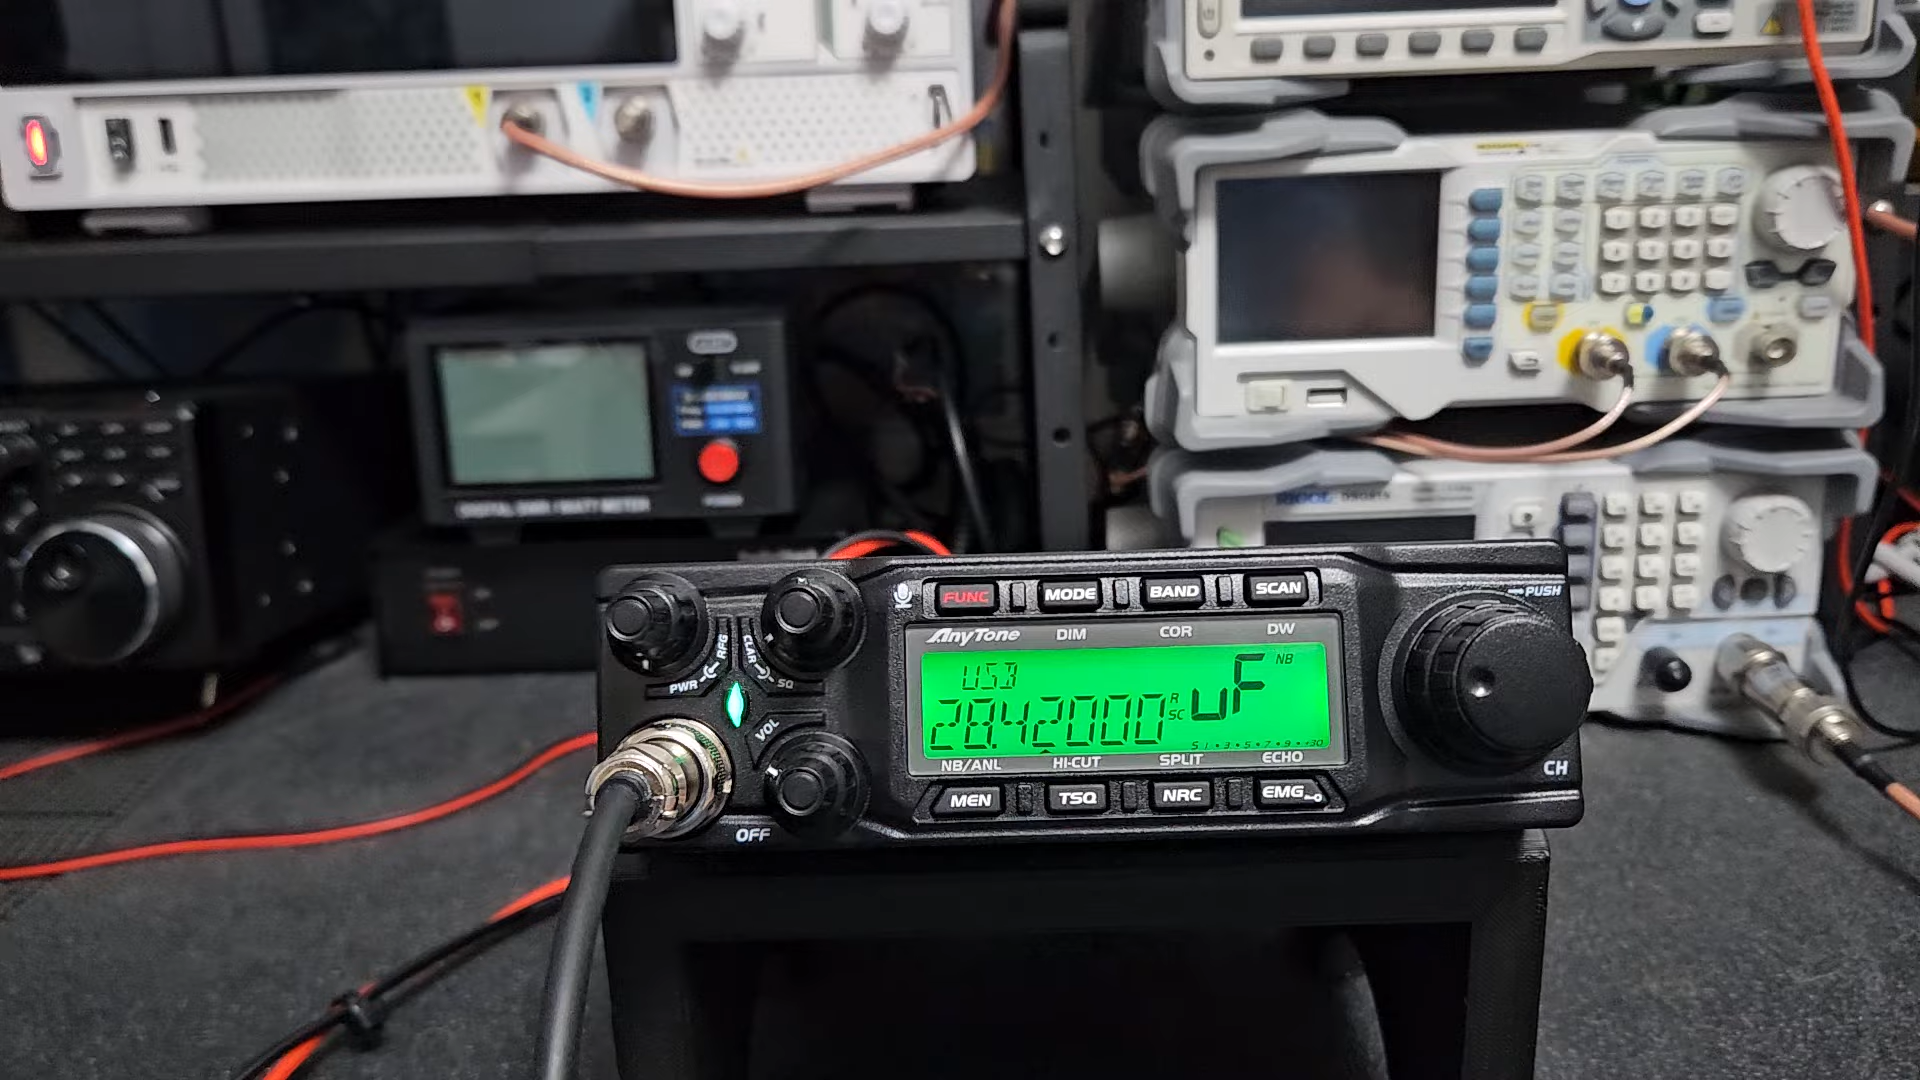 DIGITAL SWR / WATT METER
POWER
RIGOL
FUNC
MODE
BAND
SCAN
PUSH
AnyTone
DIM
COR
DW
RFG
CLAR
PWR
SQ
USB
uF
NB
28.42000
R
SC
S 1 • 3 • 5 • 7 • 9 • +30
VOL
NB/ANL
HI-CUT
SPLIT
ECHO
CH
MEN
TSQ
NRC
EMG
OFF